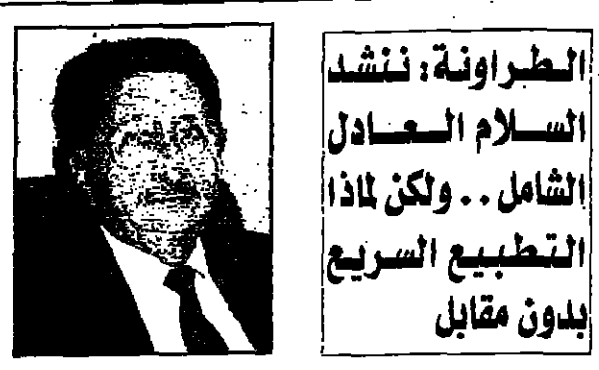 الطراونة: ننشد
السلام العادل
الشامل .. ولكن لماذا
التطبيع السريع
بدون مقابل